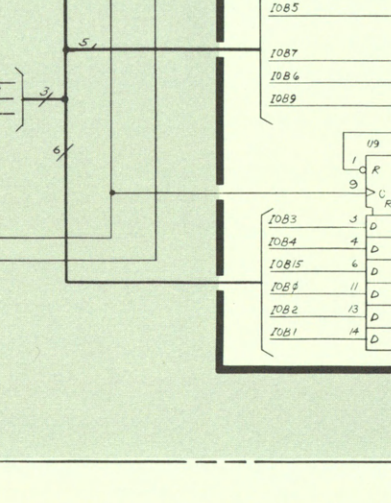 IOB5
5
IOB7
IOB6
IOB9
3
U9
1
R
6
9
C
R
IOB3 3 D
IOB4 4 D
IOB15 6 D
IOBØ 11 D
IOB2 13 D
IOB1 14 D